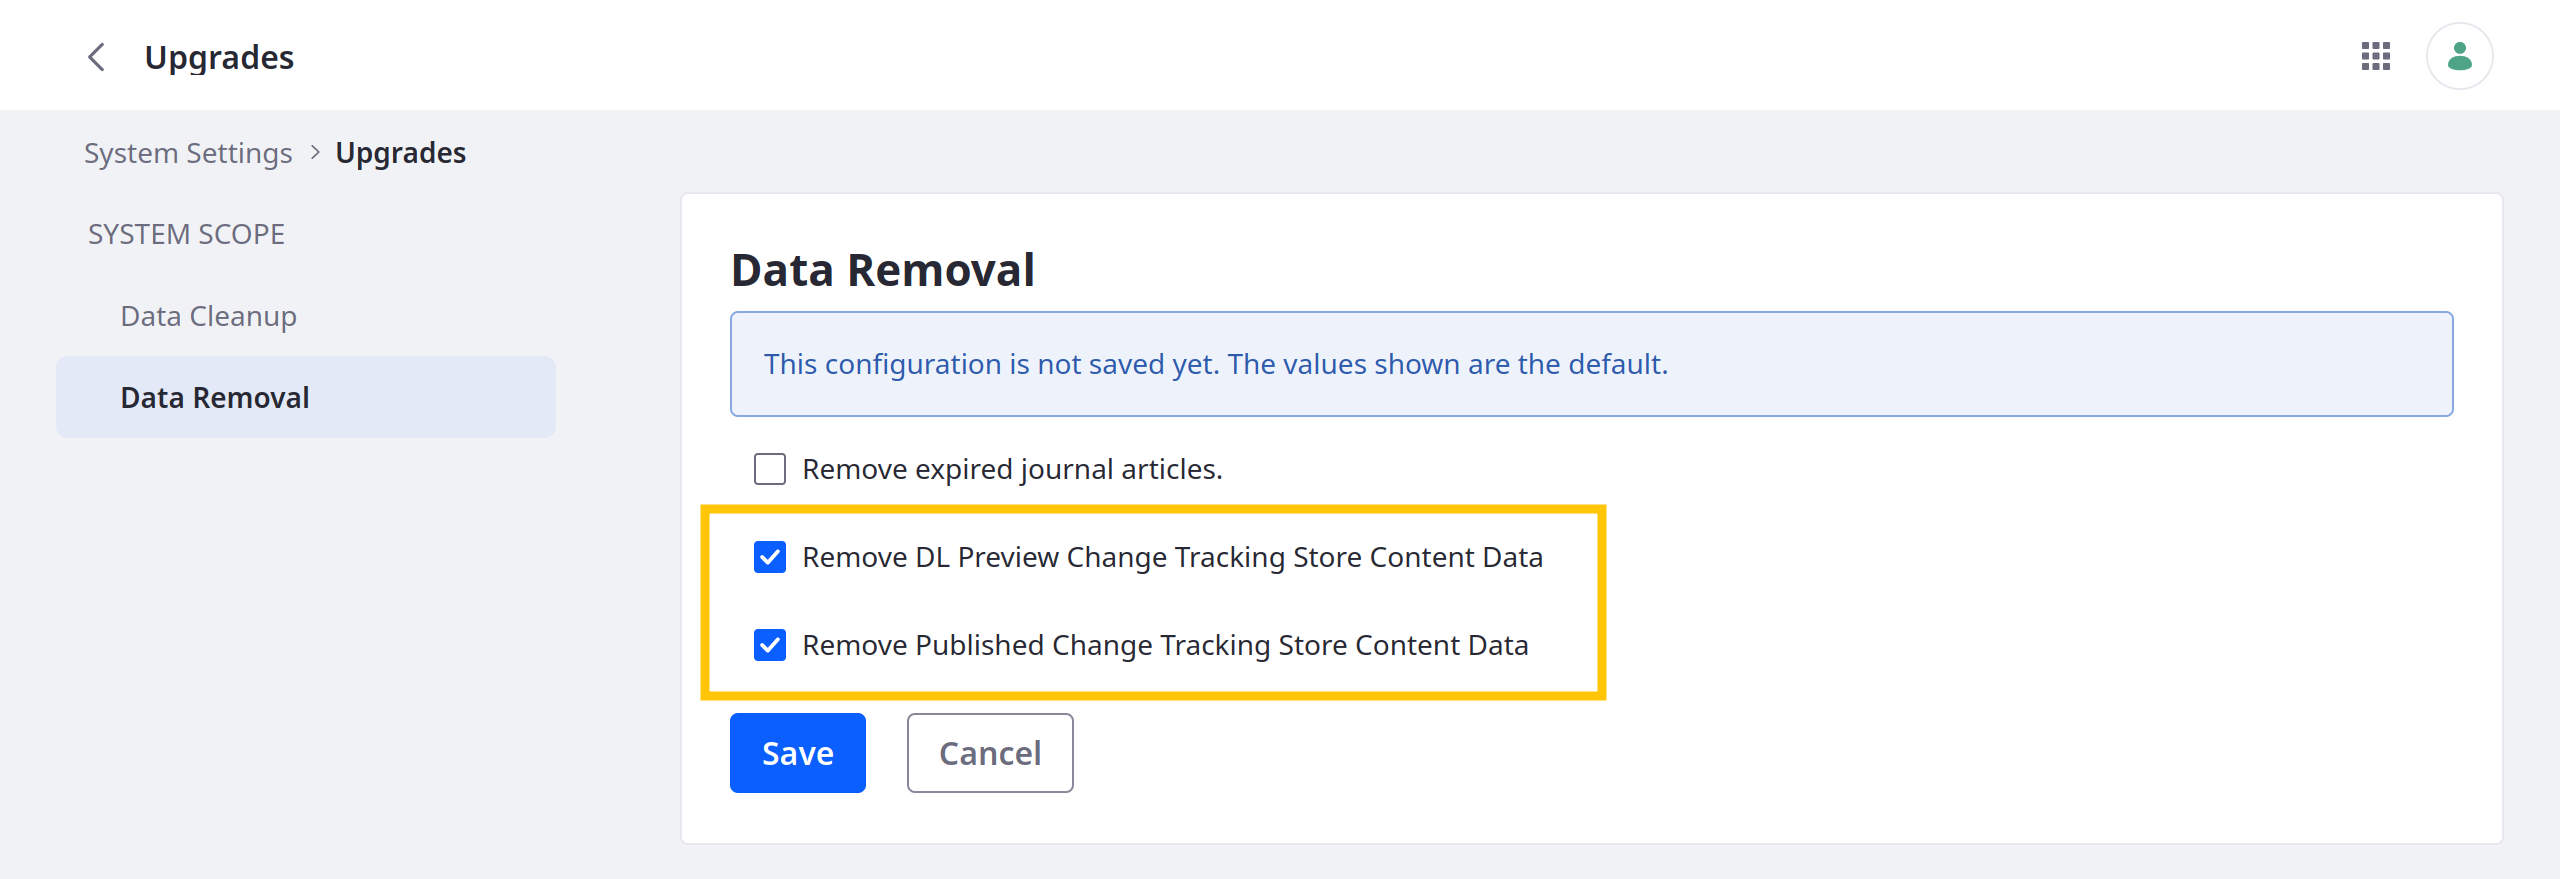 Upgrades
System Settings > Upgrades
SYSTEM SCOPE
Data Cleanup
Data Removal
Data Removal
This configuration is not saved yet. The values shown are the default.
Remove expired journal articles.
Remove DL Preview Change Tracking Store Content Data
Remove Published Change Tracking Store Content Data
Save Cancel